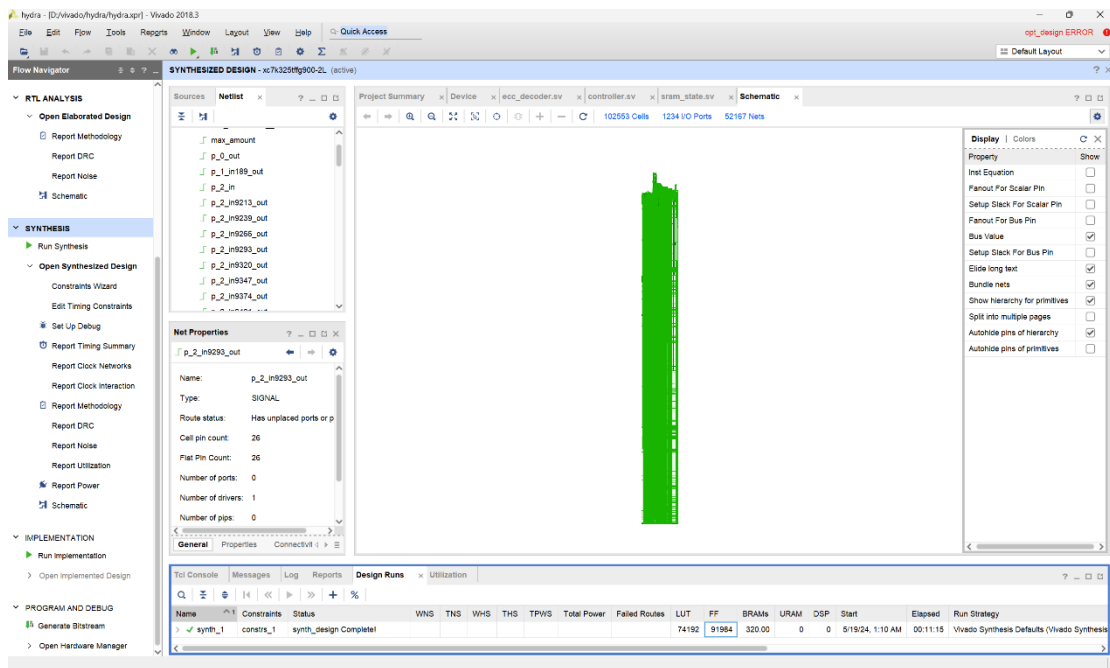 hydra - [D:/vivado/hydra/hydra.xpr] - Vivado 2018.3
File Edit Flow Tools Reports Window Layout View Help Quick Access
opt_design ERROR
Default Layout
Flow Navigator
SYNTHESIZED DESIGN - xc7k325tffg900-2L (active)
RTL ANALYSIS
Open Elaborated Design
Report Methodology
Report DRC
Report Noise
Schematic
SYNTHESIS
Run Synthesis
Open Synthesized Design
Constraints Wizard
Edit Timing Constraints
Set Up Debug
Report Timing Summary
Report Clock Networks
Report Clock Interaction
Report Methodology
Report DRC
Report Noise
Report Utilization
Report Power
Schematic
IMPLEMENTATION
Run Implementation
Open Implemented Design
PROGRAM AND DEBUG
Generate Bitstream
Open Hardware Manager
Sources Netlist
max_amount
p_0_out
p_1_in189_out
p_2_in
p_2_in9213_out
p_2_in9239_out
p_2_in9266_out
p_2_in9293_out
p_2_in9320_out
p_2_in9347_out
p_2_in9374_out
Net Properties
p_2_in9293_out
Name: p_2_in9293_out
Type: SIGNAL
Route status: Has unplaced ports or p
Cell pin count: 26
Flat Pin Count: 26
Number of ports: 0
Number of drivers: 1
Number of pips: 0
General Properties Connectivit
Project Summary Device ecc_decoder.sv controller.sv sram_state.sv Schematic
102553 Cells 1234 I/O Ports 52167 Nets
Display Colors
Property Show
Inst Equation
Fanout For Scalar Pin
Setup Slack For Scalar Pin
Fanout For Bus Pin
Bus Value
Setup Slack For Bus Pin
Elide long text
Bundle nets
Show hierarchy for primitives
Split into multiple pages
Autohide pins of hierarchy
Autohide pins of primitives
Tcl Console Messages Log Reports Design Runs Utilization
Name Constraints Status WNS TNS WHS THS TPWS Total Power Failed Routes LUT FF BRAMs URAM DSP Start Elapsed Run Strategy
synth_1 constrs_1 synth_design Complete! 74192 91984 320.00 0 0 5/19/24, 1:10 AM 00:11:15 Vivado Synthesis Defaults (Vivado Synthesis